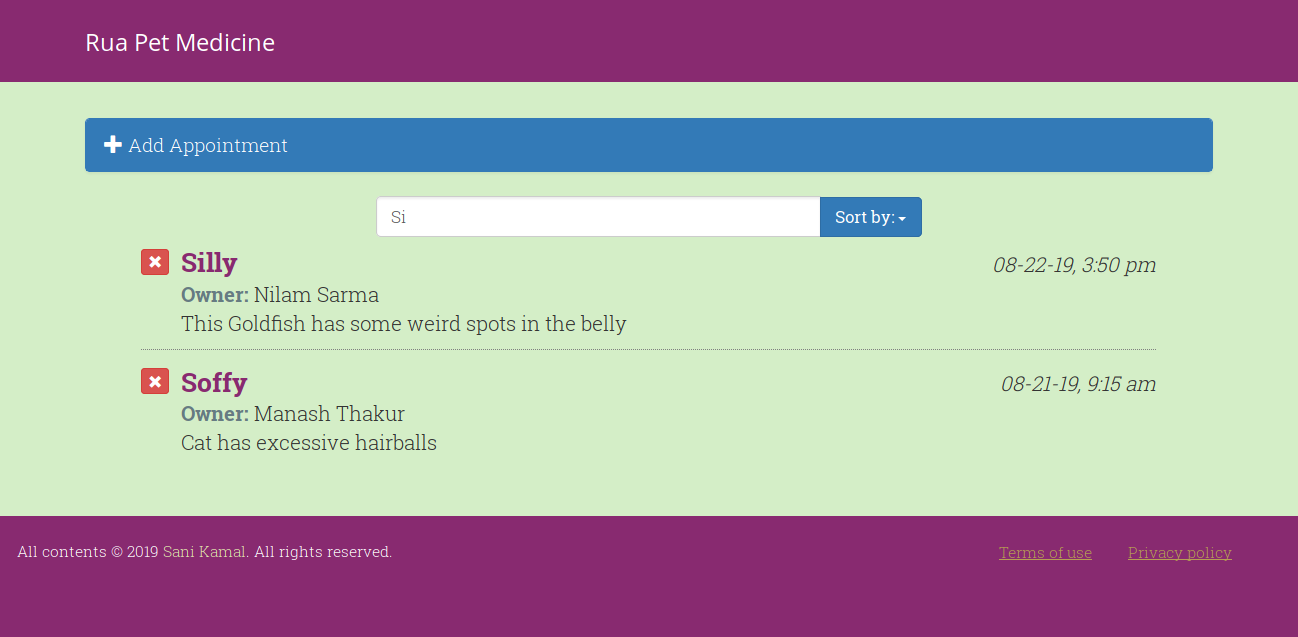 Rua Pet Medicine
Add Appointment
Si
Sort by:
Silly
08-22-19, 3:50 pm
Owner: Nilam Sarma
This Goldfish has some weird spots in the belly
Soffy
08-21-19, 9:15 am
Owner: Manash Thakur
Cat has excessive hairballs
All contents © 2019 Sani Kamal. All rights reserved.
Terms of use
Privacy policy